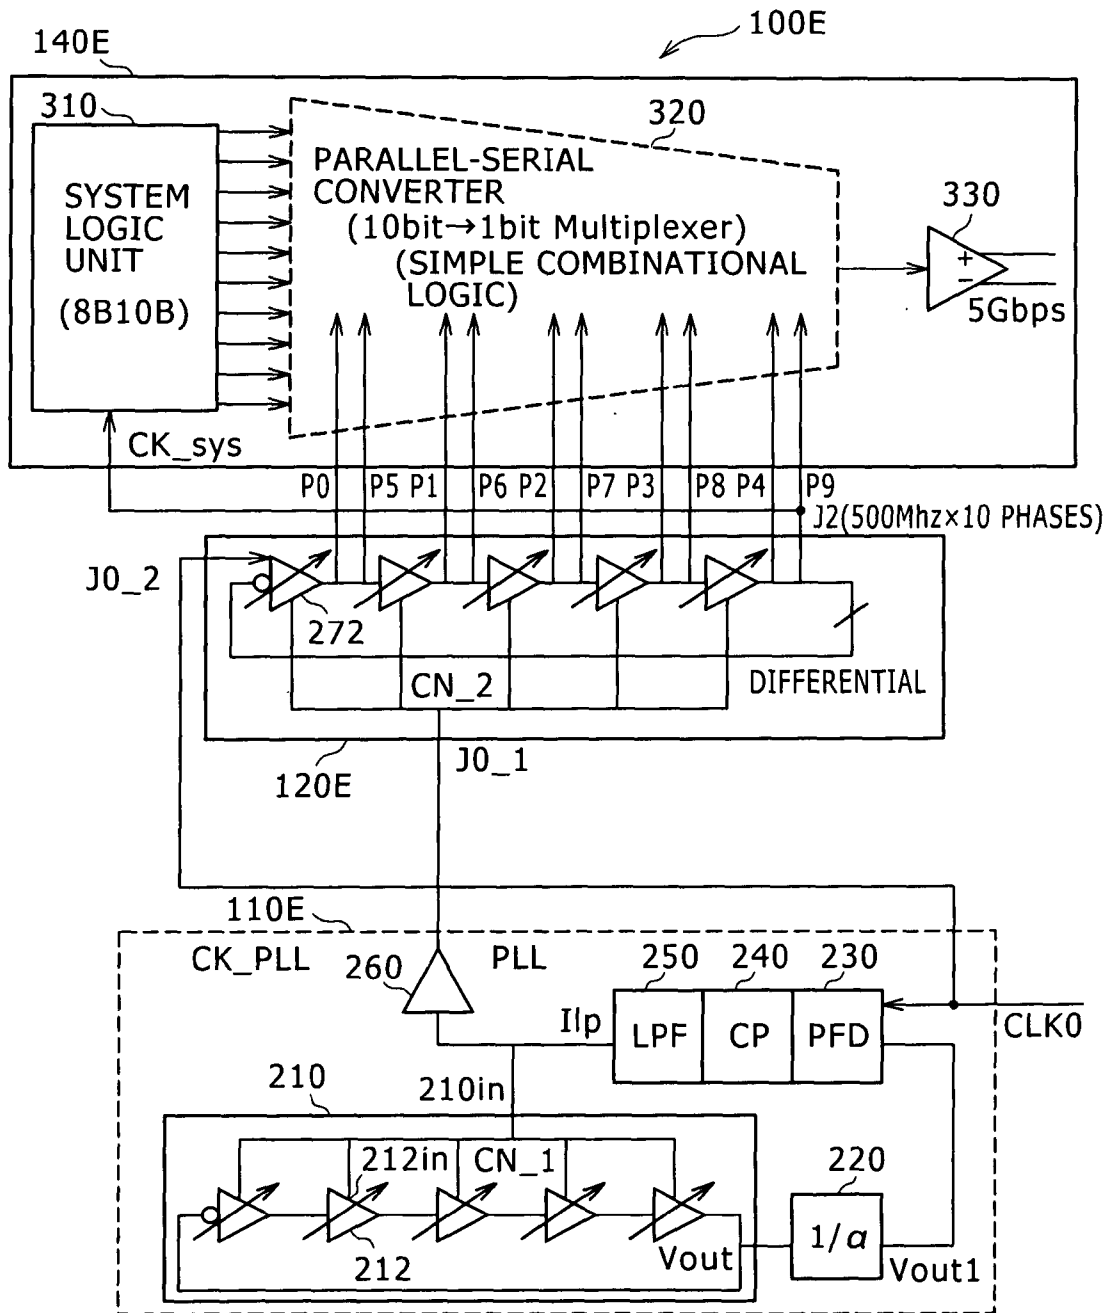 100E
140E
310
320
SYSTEM
LOGIC
UNIT
(8B10B)
PARALLEL-SERIAL
CONVERTER
(10bit→1bit Multiplexer)
(SIMPLE COMBINATIONAL
LOGIC)
330
+
−
5Gbps
CK_sys
P0 P5 P1 P6 P2 P7 P3 P8 P4 P9
J2(500Mhz×10 PHASES)
J0_2
272
CN_2
DIFFERENTIAL
120E
J0_1
110E
CK_PLL
260
PLL
250 240 230
Ilp
LPF CP PFD
CLK0
210
210in
212in
CN_1
220
1/α
212
Vout
Vout1